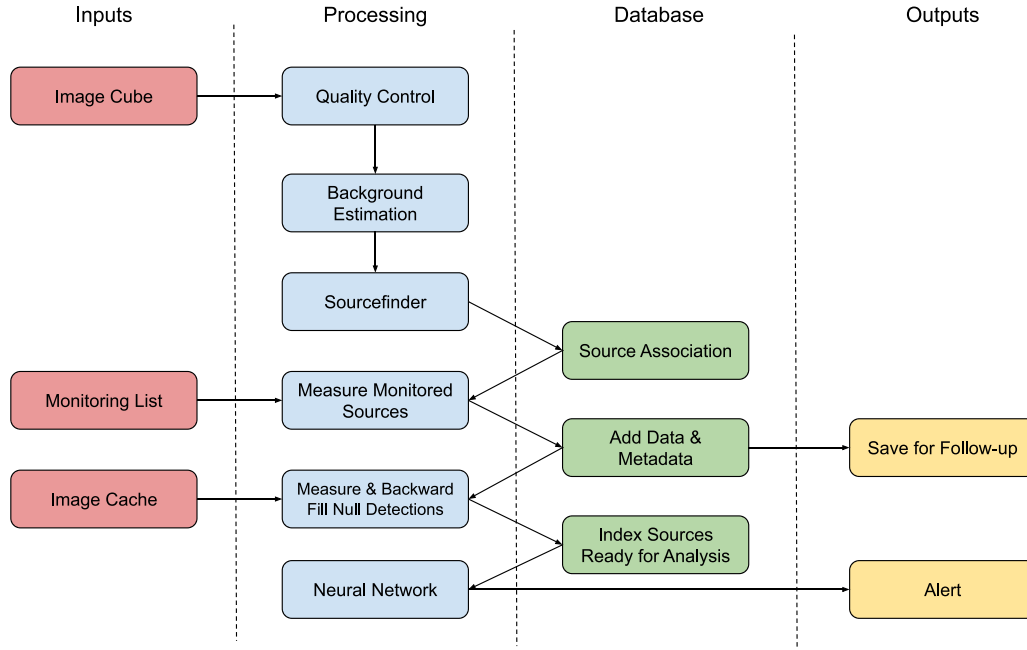 Inputs
Processing
Database
Outputs
Image Cube
Quality Control
Background
Estimation
Sourcefinder
Source Association
Monitoring List
Measure Monitored
Sources
Add Data &
Metadata
Save for Follow-up
Image Cache
Measure & Backward
Fill Null Detections
Index Sources
Ready for Analysis
Neural Network
Alert